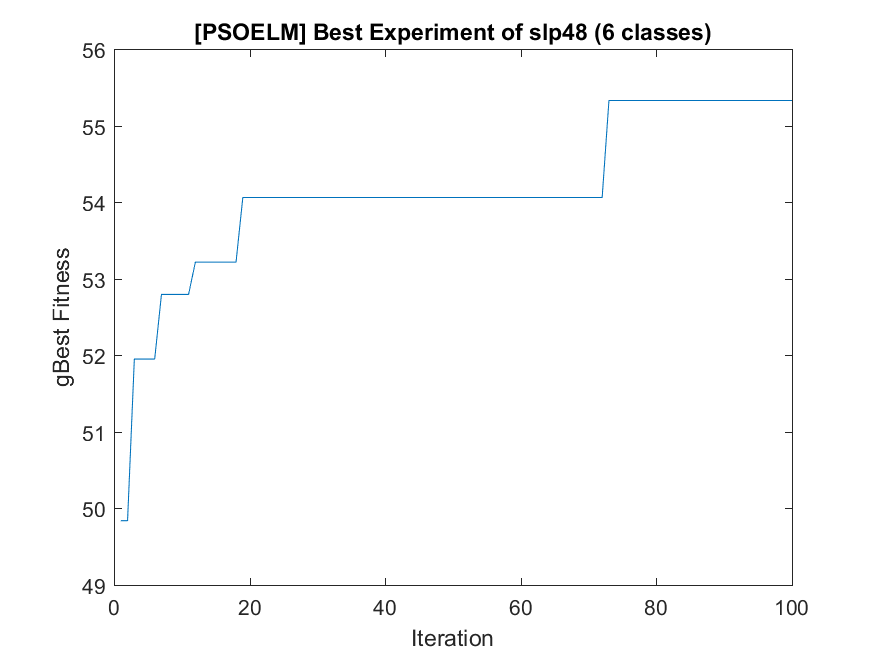 [PSOELM] Best Experiment of slp48 (6 classes)
56
55
54
53
52
51
50
49
gBest Fitness
0 20 40 60 80 100
Iteration